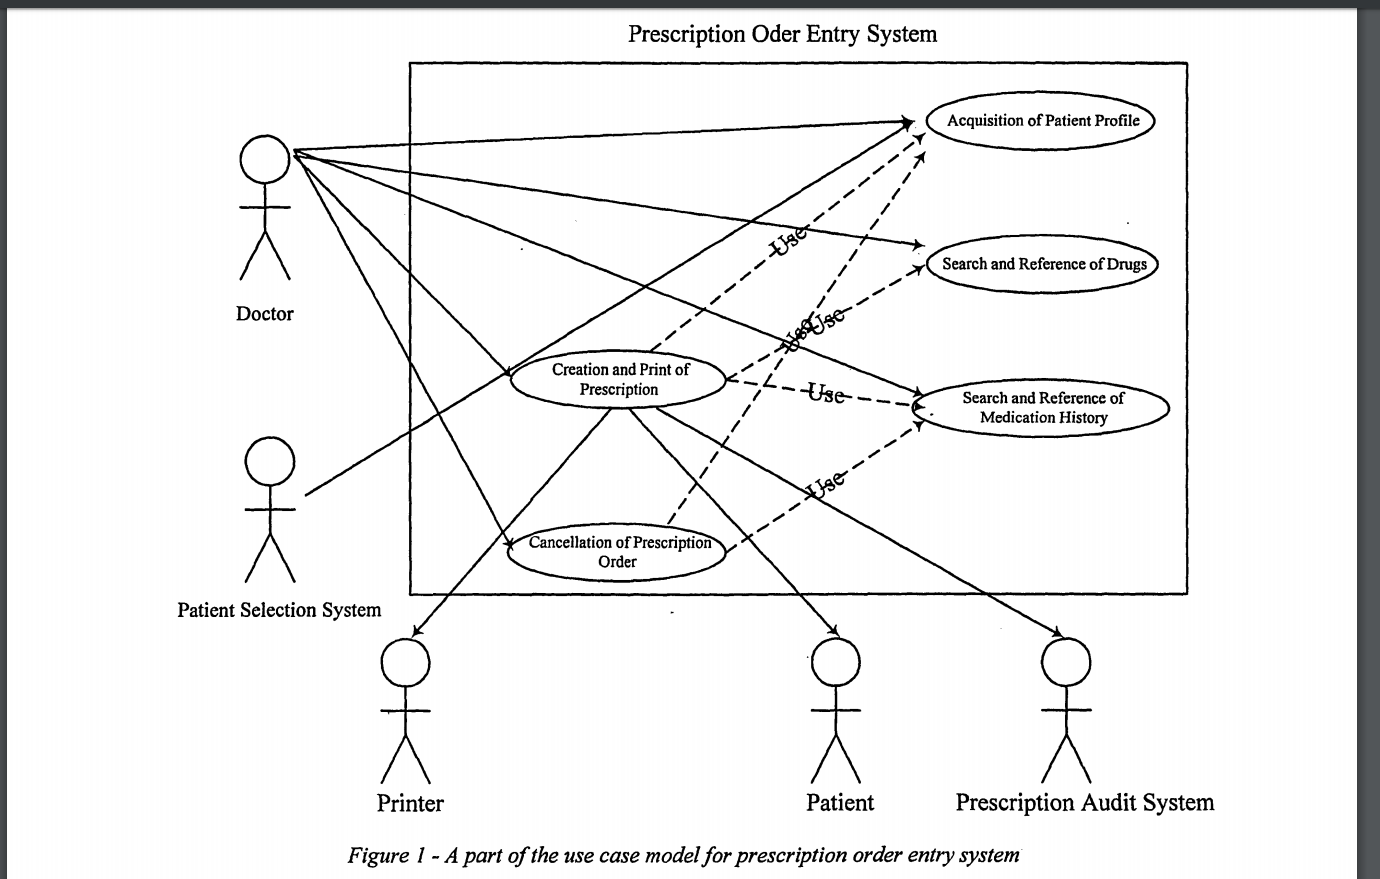 Prescription Oder Entry System
Acquisition of Patient Profile
Use
Search and Reference of Drugs
Doctor
Use
Use
Creation and Print of
Prescription
Use
Search and Reference of
Medication History
Use
Cancellation of Prescription
Order
Patient Selection System
Printer
Patient
Prescription Audit System
Figure 1 - A part of the use case model for prescription order entry system